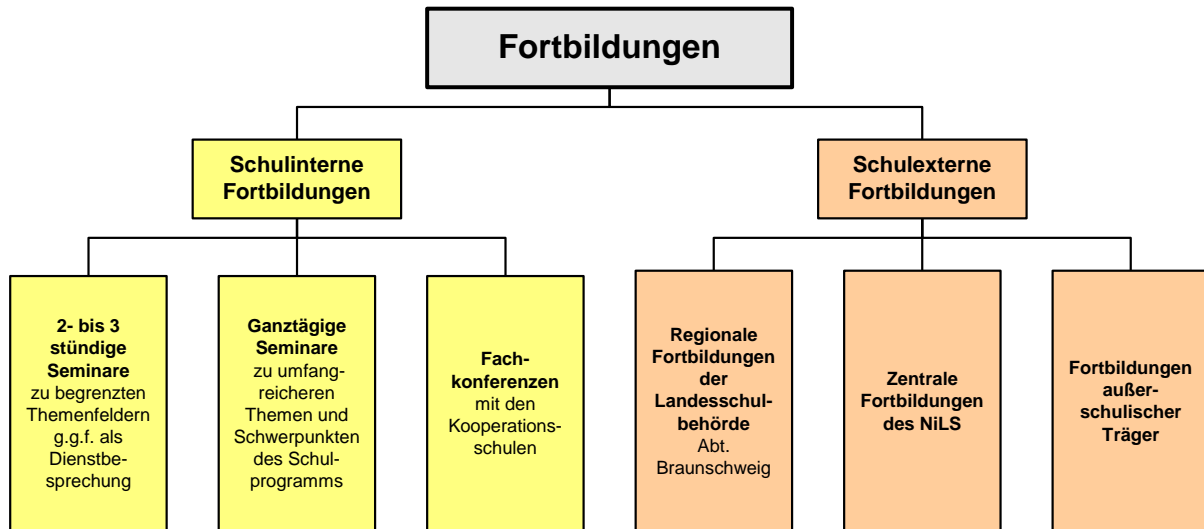 Fortbildungen
Schulinterne
Fortbildungen
Schulexterne
Fortbildungen
2- bis 3
stündige
Seminare
zu begrenzten
Themenfeldern
g.g.f. als
Dienstbe-
sprechung
Ganztägige
Seminare
zu umfang-
reicheren
Themen und
Schwerpunkten
des Schul-
programms
Fach-
konferenzen
mit den
Kooperations-
schulen
Regionale
Fortbildungen
der
Landesschul-
behörde
Abt.
Braunschweig
Zentrale
Fortbildungen
des NiLS
Fortbildungen
außer-
schulischer
Träger